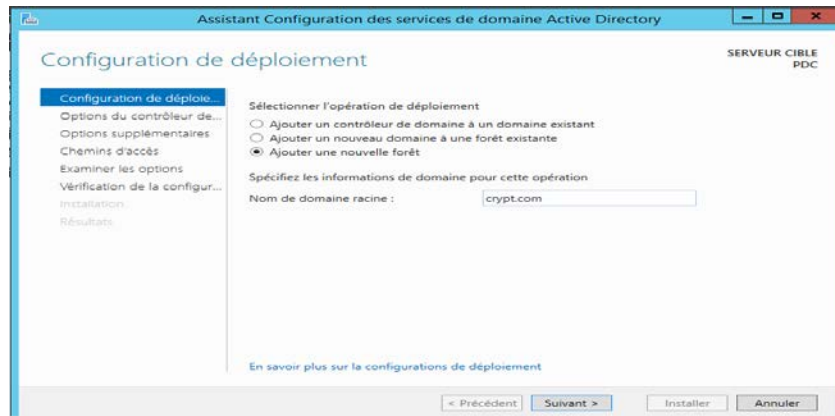 Assistant Configuration des services de domaine Active Directory
Configuration de déploiement
SERVEUR CIBLE
PDC
Configuration de déploie...
Options du contrôleur de...
Options supplémentaires
Chemins d'accès
Examiner les options
Vérification de la configur...
Installation
Résultats
Sélectionner l'opération de déploiement
Ajouter un contrôleur de domaine à un domaine existant
Ajouter un nouveau domaine à une forêt existante
Ajouter une nouvelle forêt
Spécifiez les informations de domaine pour cette opération
Nom de domaine racine : crypt.com
En savoir plus sur la configurations de déploiement
< Précédent Suivant > Installer Annuler